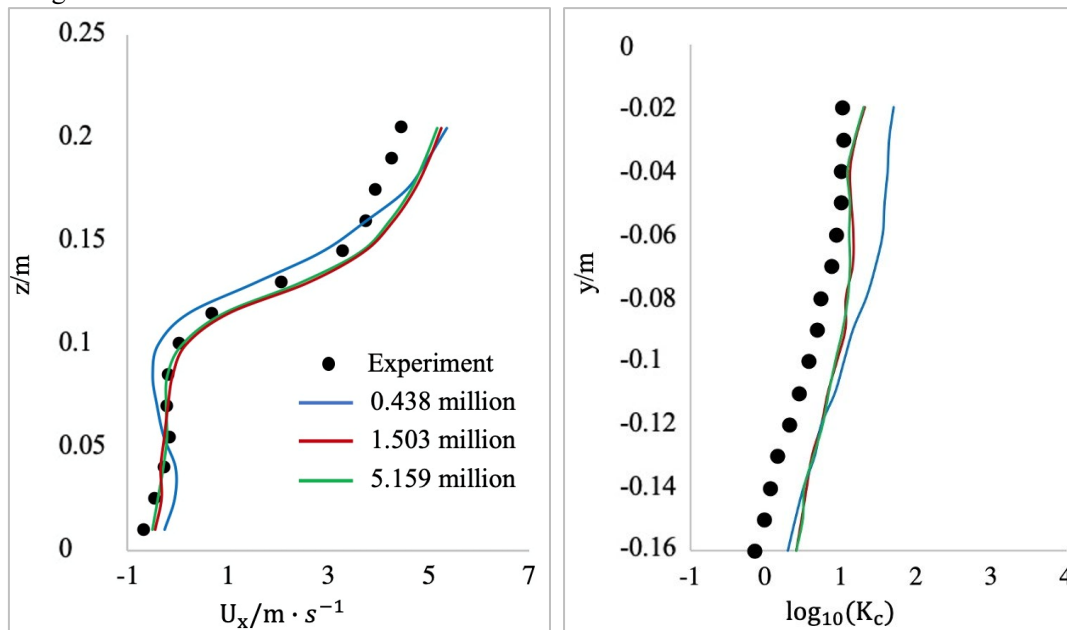 0.25
0.2
0.15
0.1
0.05
0
z/m
-1 1 3 5 7
U_x/m · s⁻¹
Experiment
0.438 million
1.503 million
5.159 million
0
-0.02
-0.04
-0.06
-0.08
-0.1
-0.12
-0.14
-0.16
y/m
-1 0 1 2 3 4
log₁₀(K_c)